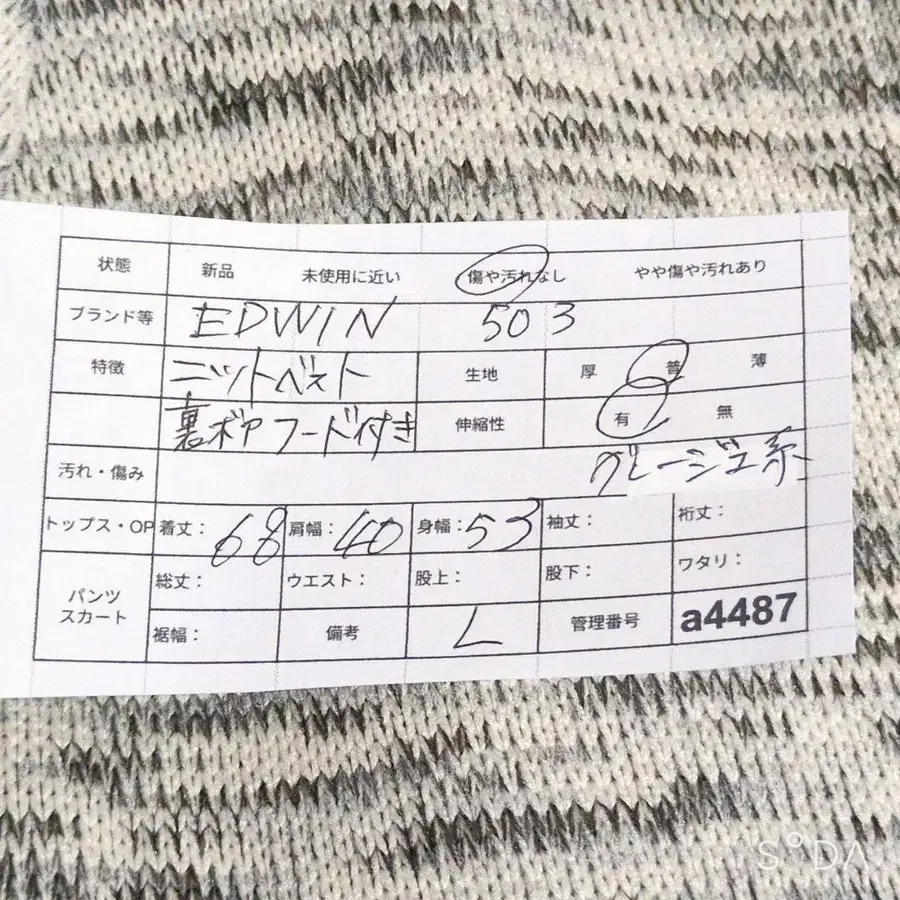 状態 新品 未使用に近い 傷や汚れなし やや傷や汚れあり
ブランド等 EDWIN 503
特徴 ニットベスト 生地 厚 普 薄
裏ボア フード付き 伸縮性 有 無
汚れ・傷み グレージュ系
トップス・OP 着丈： 68 肩幅： 40 身幅： 53 袖丈： 裄丈：
パンツ スカート 総丈： ウエスト： 股上： 股下： ワタリ：
裾幅： 備考 L 管理番号 a4487
SODA